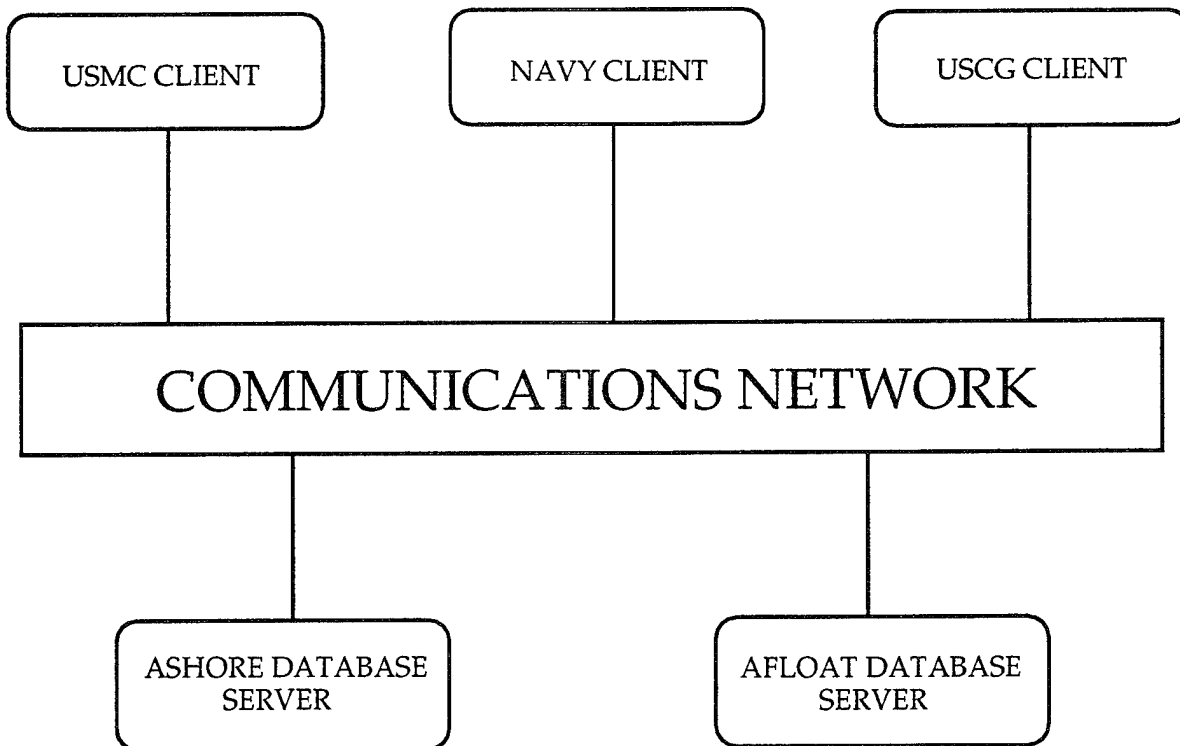 USMC CLIENT
NAVY CLIENT
USCG CLIENT
COMMUNICATIONS NETWORK
ASHORE DATABASE
SERVER
AFLOAT DATABASE
SERVER